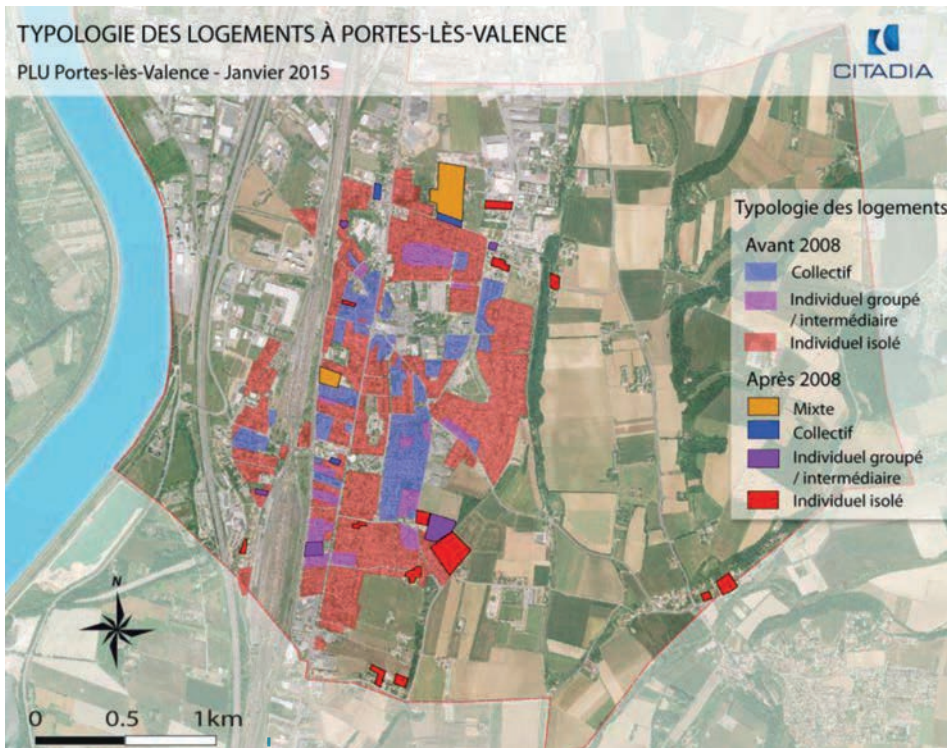 TYPOLOGIE DES LOGEMENTS À PORTES-LÈS-VALENCE
PLU Portes-lès-Valence - Janvier 2015
CITADIA
Typologie des logements
Avant 2008
Collectif
Individuel groupé
/ intermédiaire
Individuel isolé
Après 2008
Mixte
Collectif
Individuel groupé
/ intermédiaire
Individuel isolé
N
0 0.5 1km